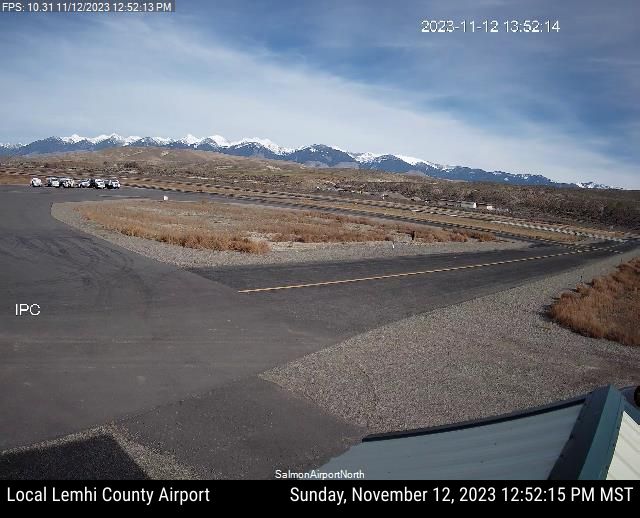 FPS: 10.31 11/12/2023 12:52:13 PM
2023-11-12 13:52:14
IPC
SalmonAirportNorth
Local Lemhi County Airport Sunday, November 12, 2023 12:52:15 PM MST